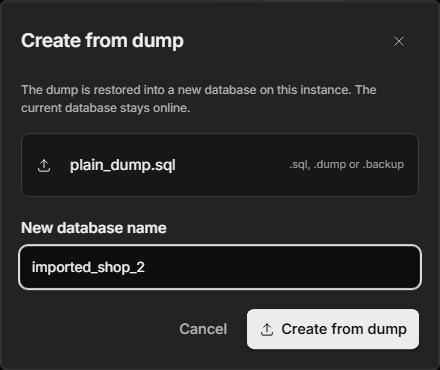 Create from dump
The dump is restored into a new database on this instance. The
current database stays online.
plain_dump.sql .sql, .dump or .backup
New database name
imported_shop_2
Cancel Create from dump